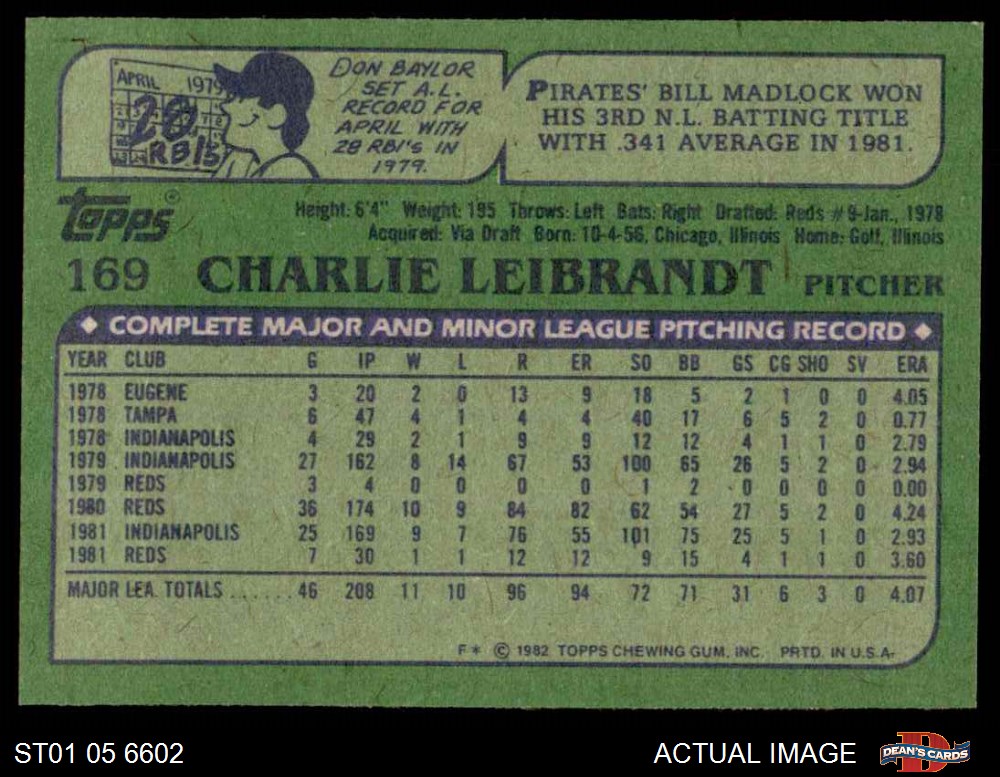 APRIL 1979
28
RBI'S
DON BAYLOR
SET A.L.
RECORD FOR
APRIL WITH
28 RBI's IN
1979.
PIRATES' BILL MADLOCK WON
HIS 3RD N.L. BATTING TITLE
WITH .341 AVERAGE IN 1981.
topps®
Height: 6'4" Weight: 195 Throws: Left Bats: Right Drafted: Reds #9-Jan., 1978
Acquired: Via Draft Born: 10-4-56, Chicago, Illinois Home: Golf, Illinois
169 CHARLIE LEIBRANDT PITCHER
◆ COMPLETE MAJOR AND MINOR LEAGUE PITCHING RECORD ◆
YEAR CLUB G IP W L R ER SO BB GS CG SHO SV ERA
1978 EUGENE 3 20 2 0 13 9 18 5 2 1 0 0 4.05
1978 TAMPA 6 47 4 1 4 4 40 17 6 5 2 0 0.77
1978 INDIANAPOLIS 4 29 2 1 9 9 12 12 4 1 1 0 2.79
1979 INDIANAPOLIS 27 162 8 14 67 53 100 65 26 5 2 0 2.94
1979 REDS 3 4 0 0 0 0 1 2 0 0 0 0 0.00
1980 REDS 36 174 10 9 84 82 62 54 27 5 2 0 4.24
1981 INDIANAPOLIS 25 169 9 7 76 55 101 75 25 5 1 0 2.93
1981 REDS 7 30 1 1 12 12 9 15 4 1 1 0 3.60
MAJOR LEA. TOTALS ...... 46 208 11 10 96 94 72 71 31 6 3 0 4.07
F* © 1982 TOPPS CHEWING GUM, INC. PRTD. IN U.S.A.
ST01 05 6602 ACTUAL IMAGE DEAN'S CARDS